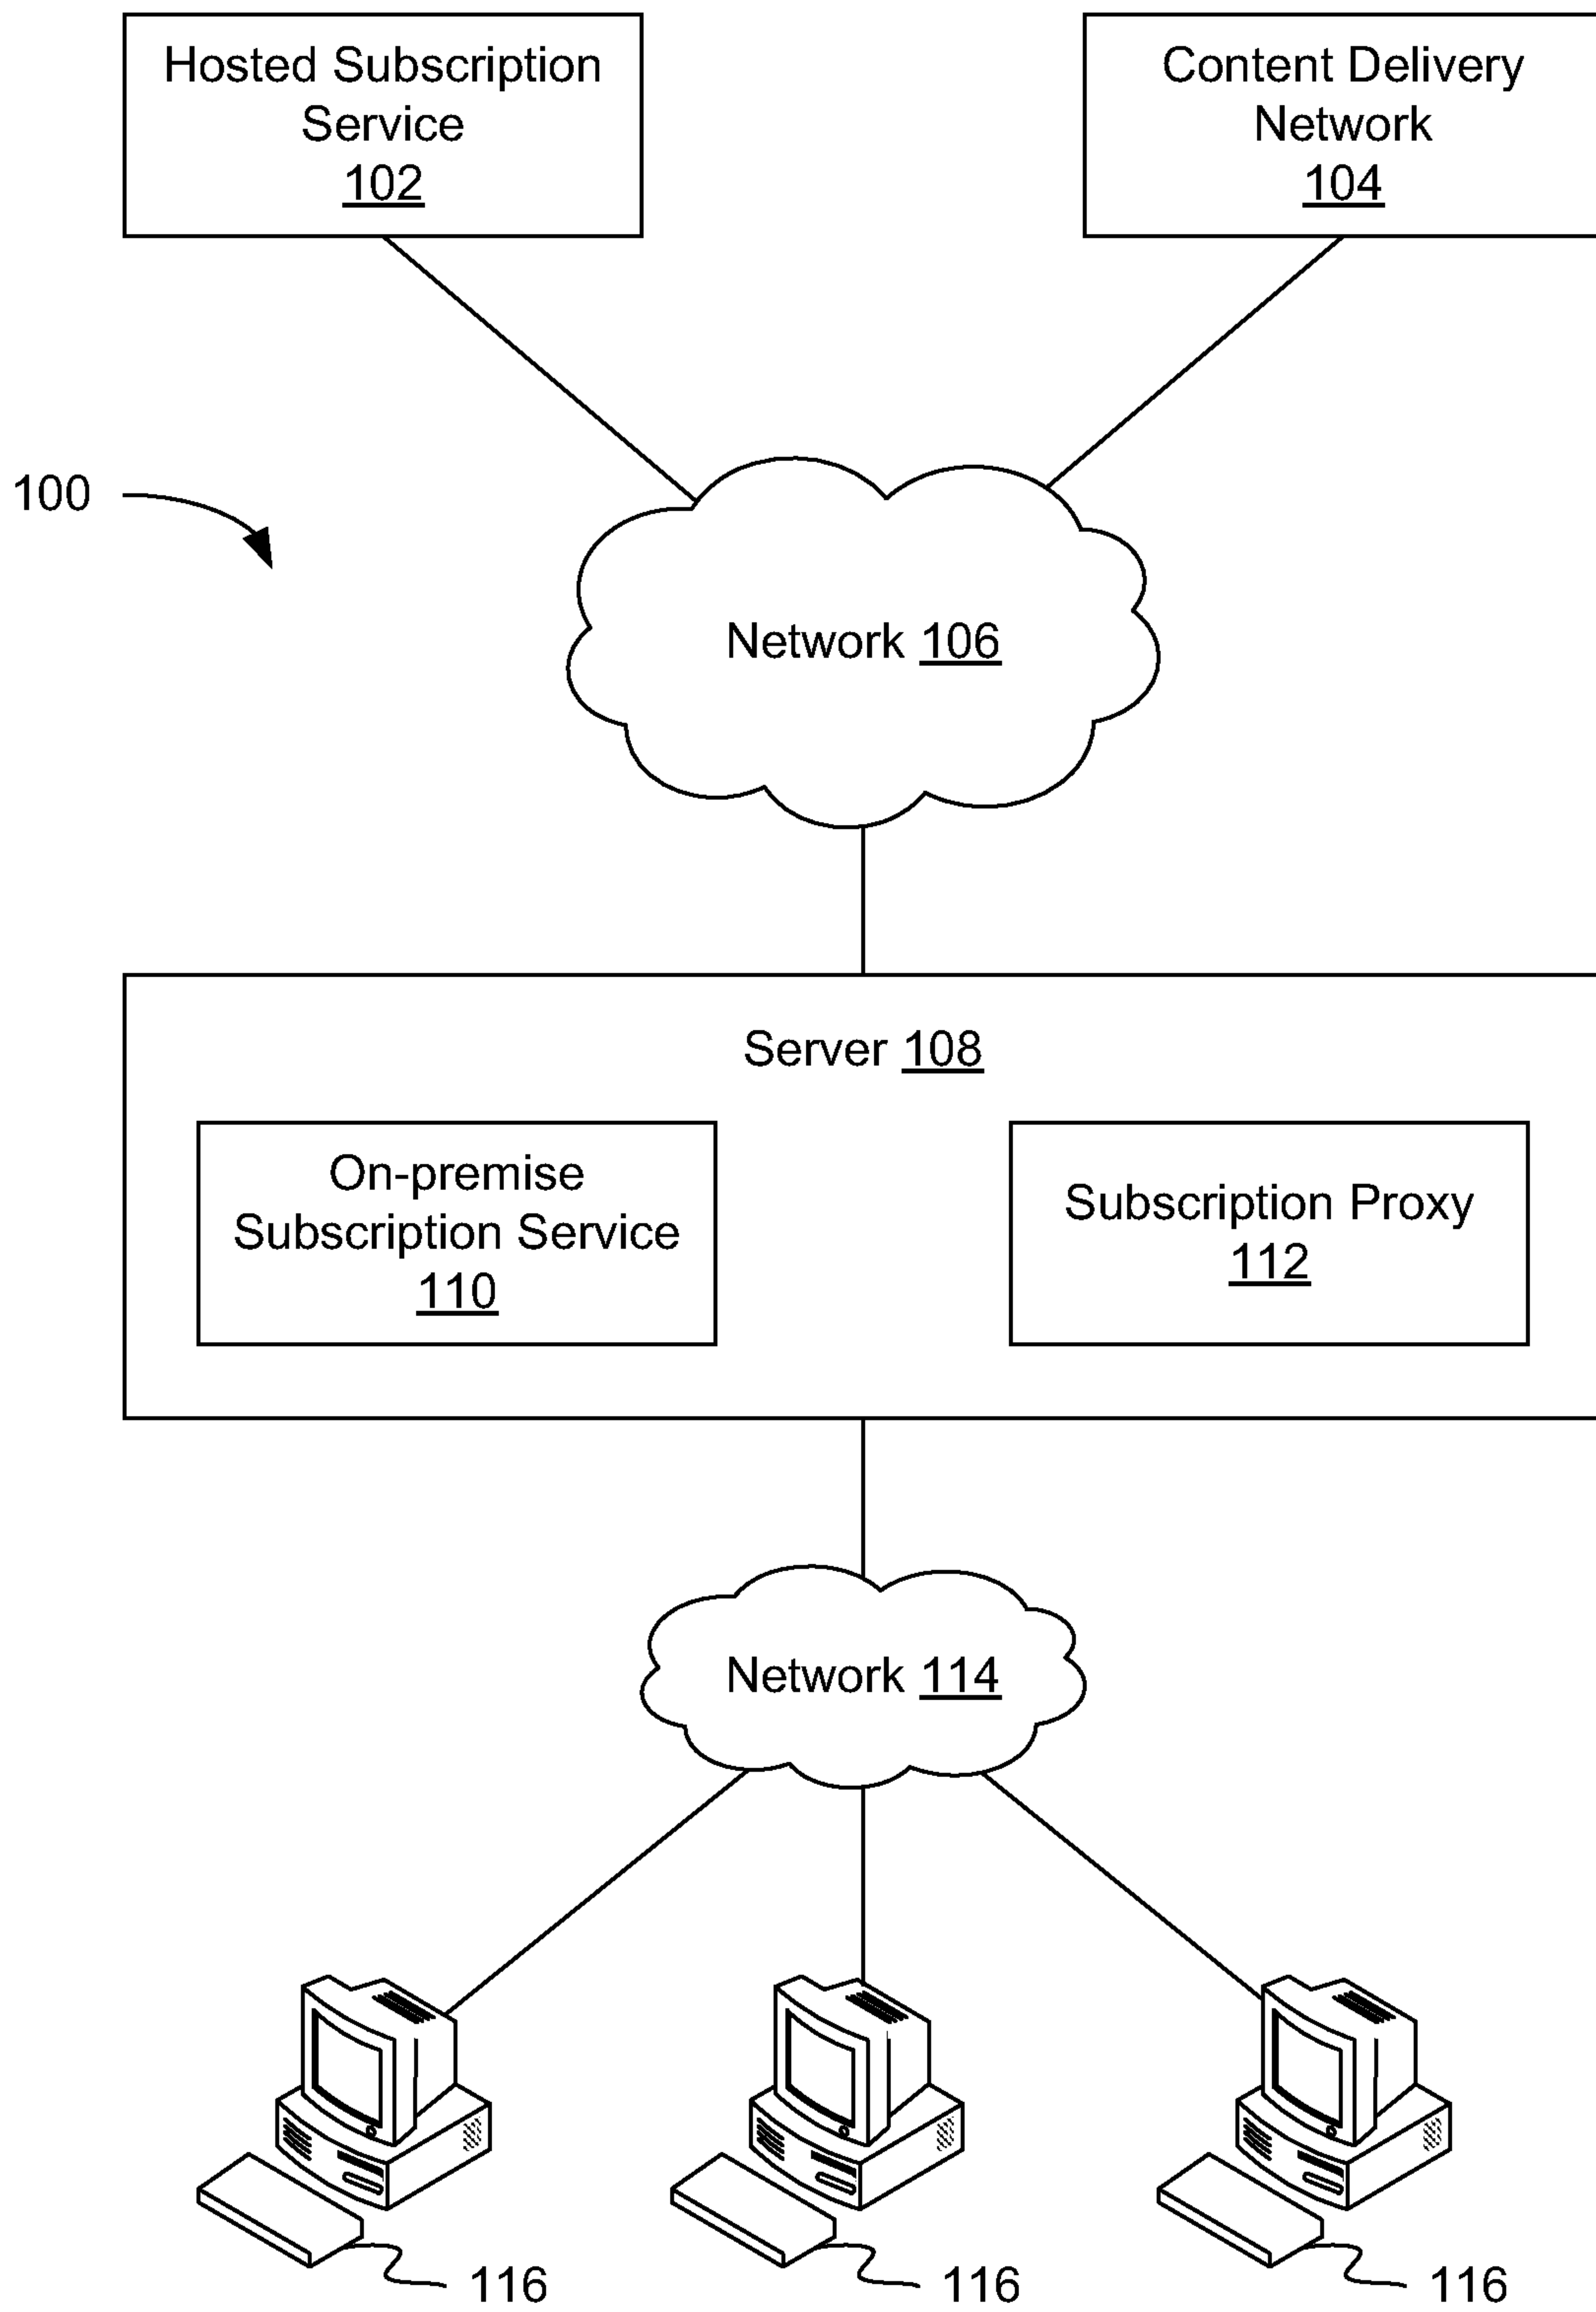 Hosted Subscription
Service
102
Content Delivery
Network
104
100
Network 106
Server 108
On-premise
Subscription Service
110
Subscription Proxy
112
Network 114
116
116
116